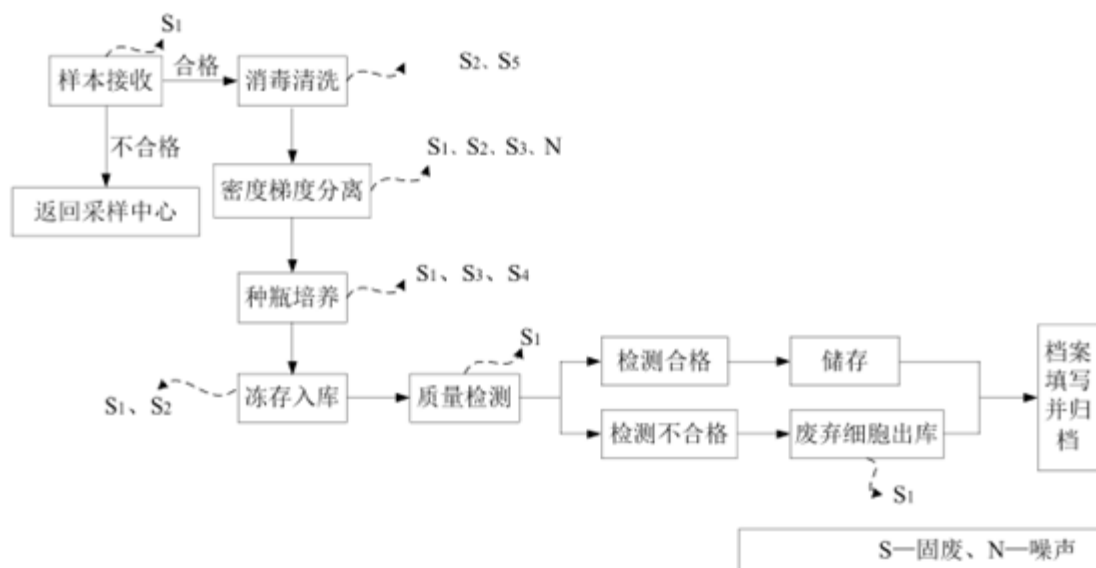 S1
样本接收
合格
消毒清洗
S2、S5
不合格
S1、S2、S3、N
返回采样中心
密度梯度分离
S1、S3、S4
种瓶培养
S1
检测合格
储存
档案填写并归档
S1、S2
冻存入库
质量检测
检测不合格
废弃细胞出库
S1
S—固废、N—噪声